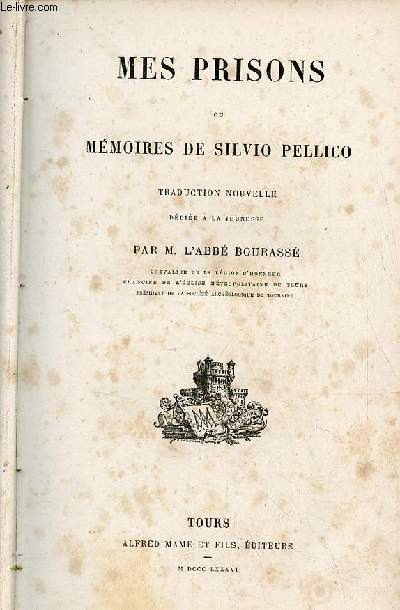 www.le-livre.com
MES PRISONS
OU
MÉMOIRES DE SILVIO PELLICO
TRADUCTION NOUVELLE
DÉDIÉE A LA JEUNESSE
PAR M. L'ABBÉ BOURASSÉ
CHEVALIER DE LA LÉGION D'HONNEUR
CHANOINE DE L'ÉGLISE MÉTROPOLITAINE DE TOURS
PRÉSIDENT DE LA SOCIÉTÉ ARCHÉOLOGIQUE DE TOURAINE
TOURS
ALFRED MAME ET FILS, ÉDITEURS
M DCCC LXXXVI